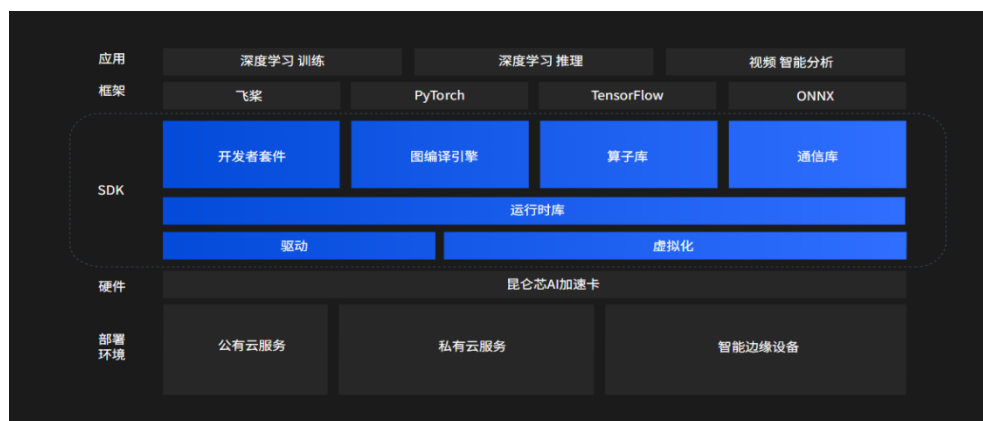 应用
深度学习 训练
深度学习 推理
视频 智能分析
框架
飞桨
PyTorch
TensorFlow
ONNX
SDK
开发者套件
图编译引擎
算子库
通信库
运行时库
驱动
虚拟化
硬件
昆仑芯AI加速卡
部署
环境
公有云服务
私有云服务
智能边缘设备